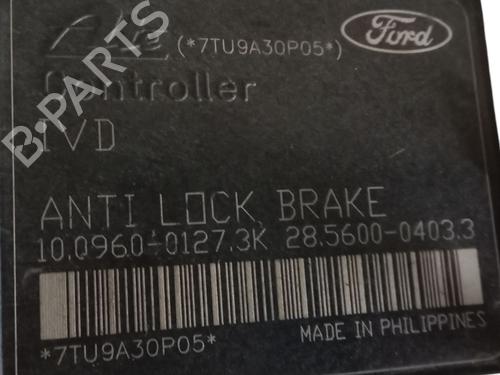 Ate (*7TU9A30P05*) Ford
Controller
IVD
ANTI LOCK BRAKE
10.0960-0127.3K 28.5600-0403.3
*7TU9A30P05* MADE IN PHILIPPINES
B-PARTS